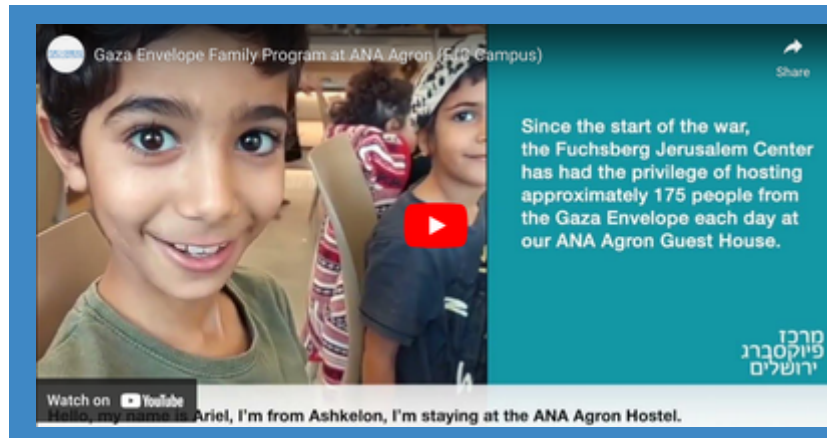 Gaza Envelope Family Program at ANA Agron (FJC Campus)
Share
Since the start of the war,
the Fuchsberg Jerusalem Center
has had the privilege of hosting
approximately 175 people from
the Gaza Envelope each day at
our ANA Agron Guest House.
מרכז
פיוקסברג
ירושלים
Watch on YouTube
Hello, my name is Ariel, I'm from Ashkelon, I'm staying at the ANA Agron Hostel.